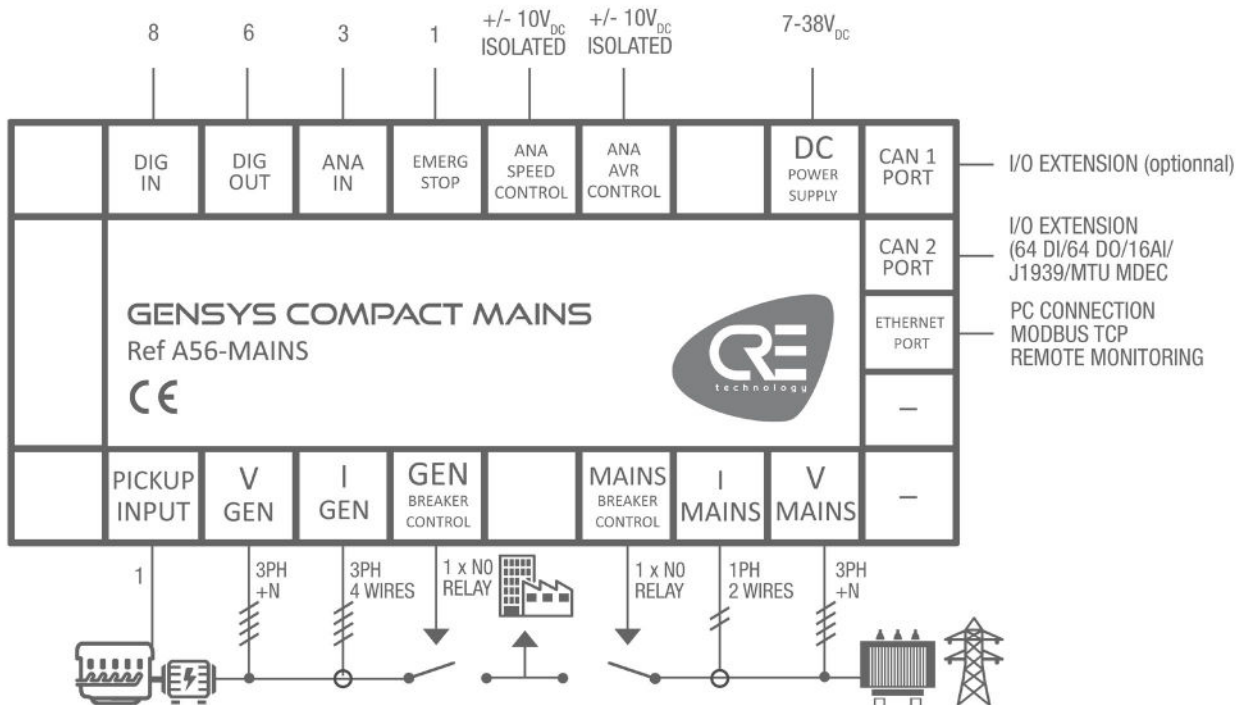 8
6
3
1
+/- 10VDC
ISOLATED
+/- 10VDC
ISOLATED
7-38VDC
DIG
IN
DIG
OUT
ANA
IN
EMERG
STOP
ANA
SPEED
CONTROL
ANA
AVR
CONTROL
DC
POWER
SUPPLY
CAN 1
PORT
I/O EXTENSION (optionnal)
CAN 2
PORT
I/O EXTENSION
(64 DI/64 DO/16AI/
J1939/MTU MDEC
ETHERNET
PORT
PC CONNECTION
MODBUS TCP
REMOTE MONITORING
GENSYS COMPACT MAINS
Ref A56-MAINS
CE
CRE
technology
–
PICKUP
INPUT
V
GEN
I
GEN
GEN
BREAKER
CONTROL
MAINS
BREAKER
CONTROL
I
MAINS
V
MAINS
–
1
3PH
+N
3PH
4 WIRES
1 x NO
RELAY
1 x NO
RELAY
1PH
2 WIRES
3PH
+N